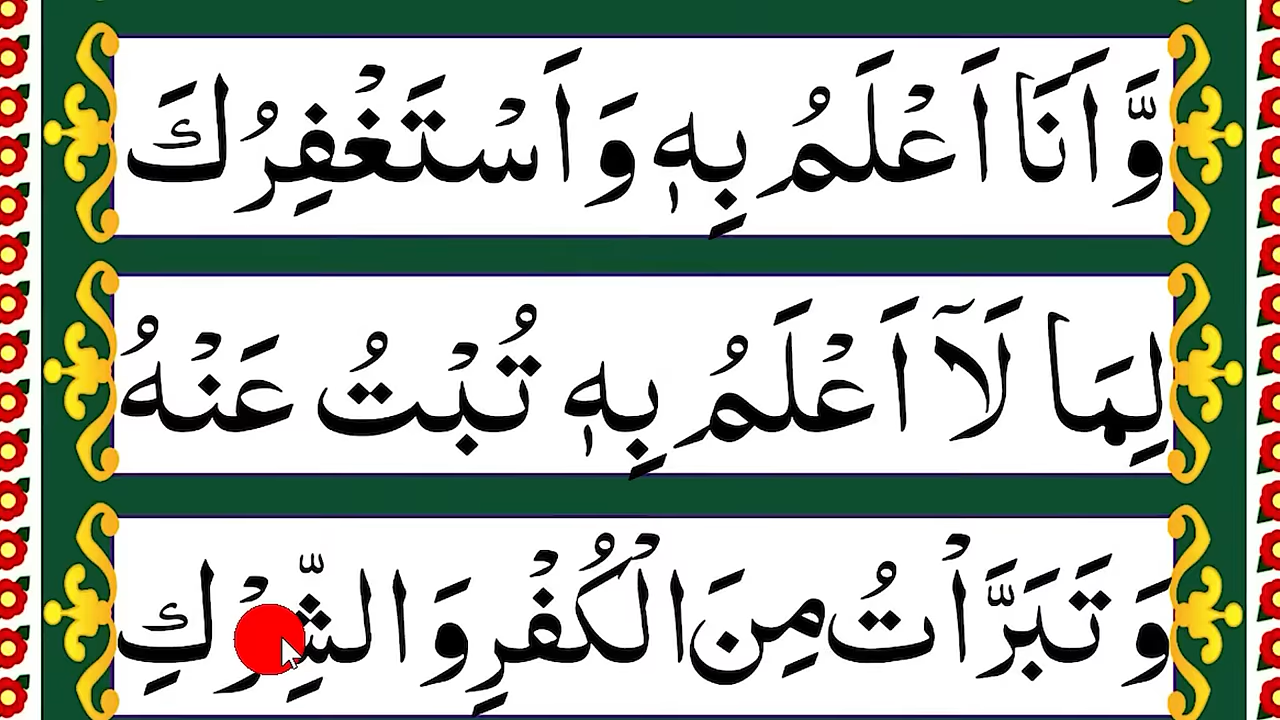 وَّاَنَا اَعْلَمُ بِهٖ وَاَسْتَغْفِرُكَ
لِمَا لَآ اَعْلَمُ بِهٖ تُبْتُ عَنْهُ
وَ تَبَرَّاْتُ مِنَ الْكُفْرِ وَ الشِّرْكِ